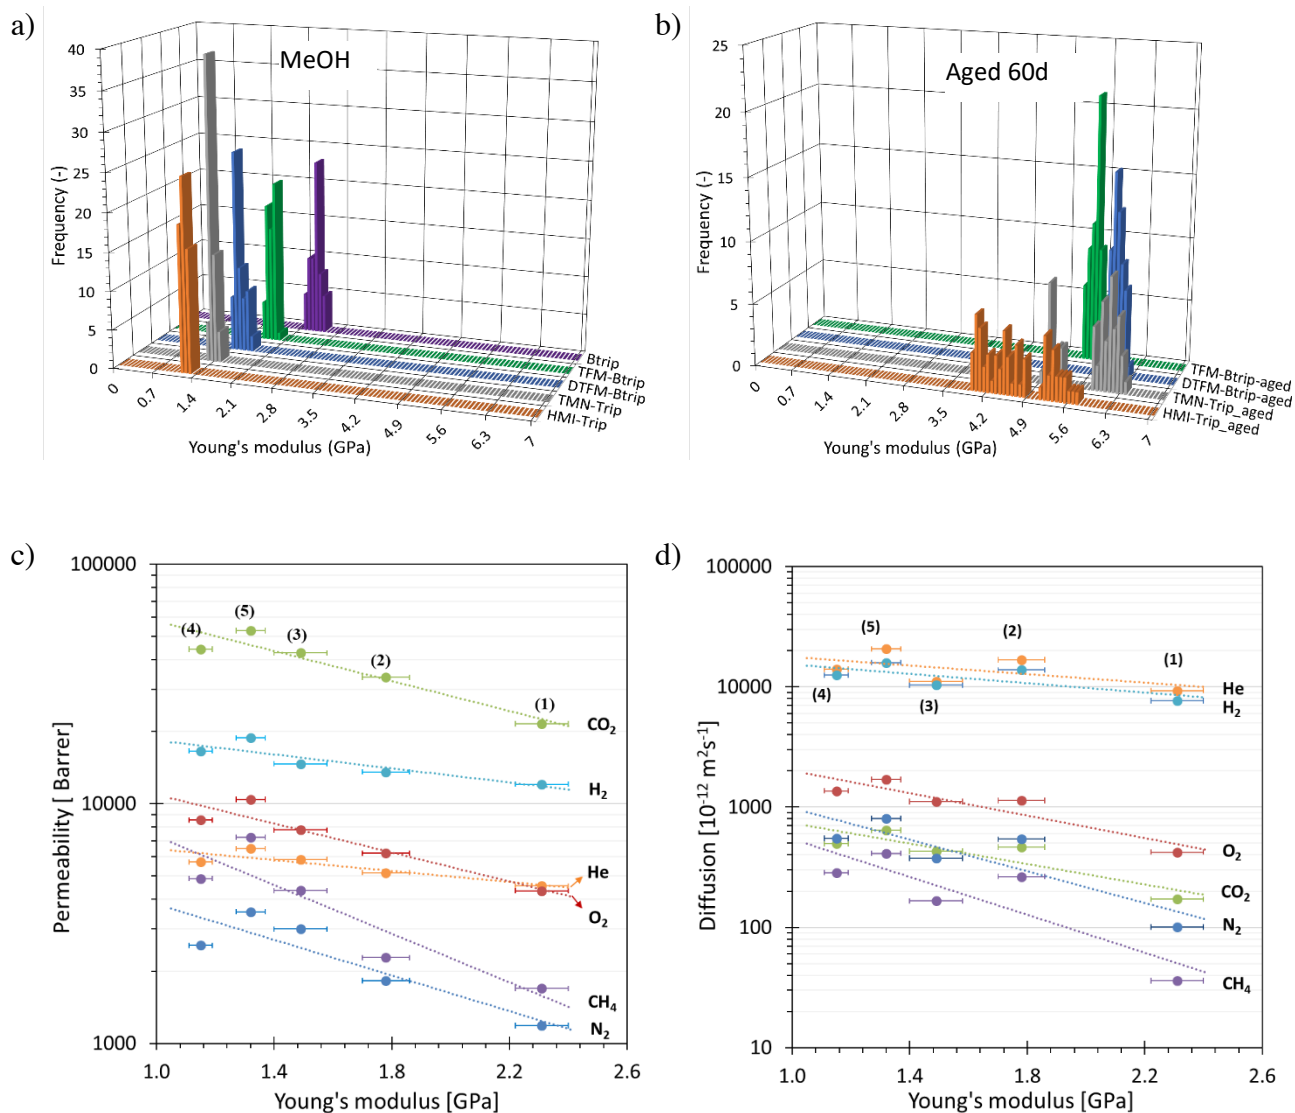 a)
MeOH
40
35
30
25
20
15
10
5
0
Frequency (-)
0
0.7
1.4
2.1
2.8
3.5
4.2
4.9
5.6
6.3
7
Young's modulus (GPa)
Btrip
TFM-Btrip
DTFM-Btrip
TMN-Trip
HMI-Trip
b)
Aged 60d
25
20
15
10
5
0
Frequency (-)
0
0.7
1.4
2.1
2.8
3.5
4.2
4.9
5.6
6.3
7
Young's modulus (GPa)
TFM-Btrip-aged
DTFM-Btrip-aged
TMN-Trip_aged
HMI-Trip_aged
c)
100000
10000
1000
Permeability [ Barrer]
(4)
(5)
(3)
(2)
(1)
CO₂
H₂
He
O₂
CH₄
N₂
1.0
1.4
1.8
2.2
2.6
Young's modulus [GPa]
d)
100000
10000
1000
100
10
Diffusion [10⁻¹² m²s⁻¹]
(5)
(2)
(1)
(4)
(3)
He
H₂
O₂
CO₂
N₂
CH₄
1.0
1.4
1.8
2.2
2.6
Young's modulus [GPa]